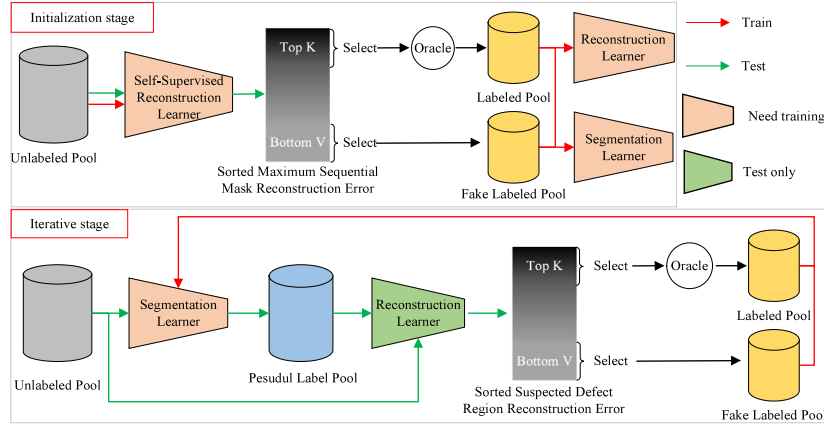 Initialization stage
Train
Test
Need training
Test only
Unlabeled Pool
Self-Supervised
Reconstruction
Learner
Top K
Bottom V
Select
Select
Oracle
Sorted Maximum Sequential
Mask Reconstruction Error
Labeled Pool
Fake Labeled Pool
Reconstruction
Learner
Segmentation
Learner
Iterative stage
Unlabeled Pool
Segmentation
Learner
Pesudul Label Pool
Reconstruction
Learner
Top K
Bottom V
Select
Select
Oracle
Sorted Suspected Defect
Region Reconstruction Error
Labeled Pool
Fake Labeled Pool